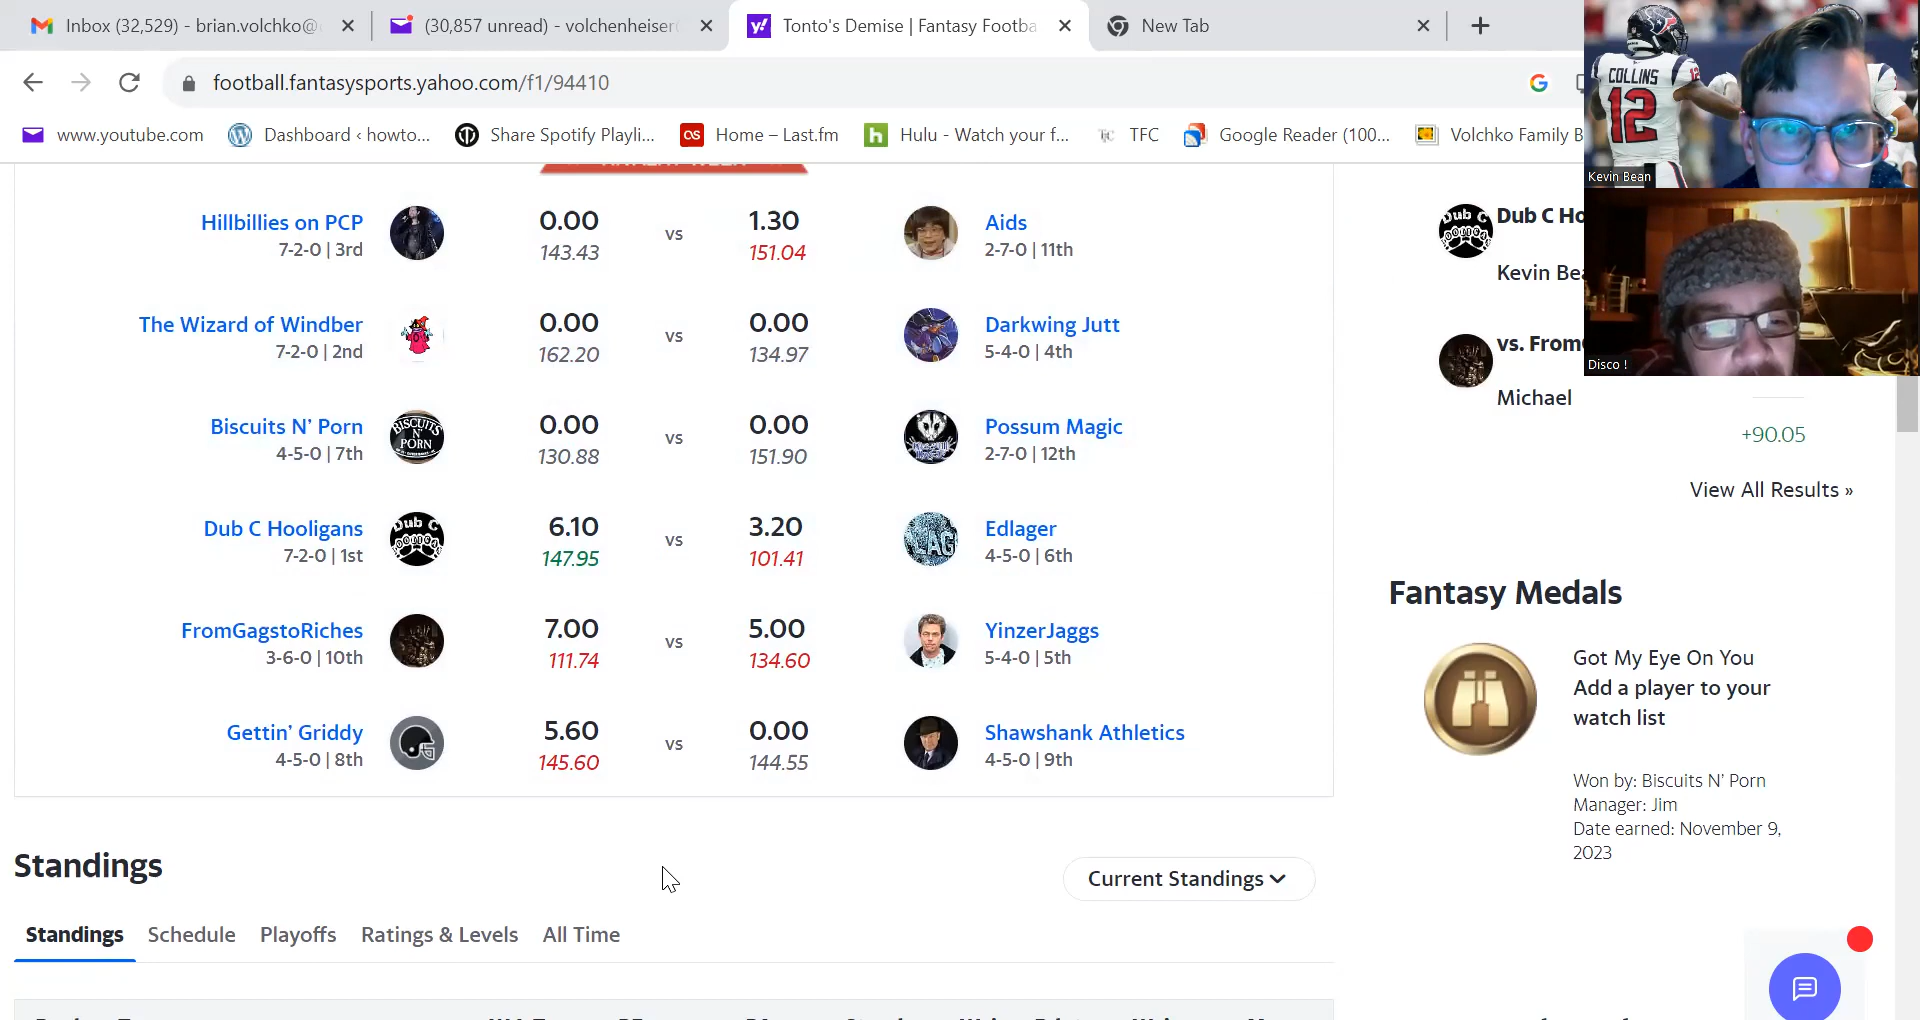 Inbox (32,529) - brian.volchko@
(30,857 unread) - volchenheiser
Tonto's Demise | Fantasy Footba
New Tab
football.fantasysports.yahoo.com/f1/94410
www.youtube.com
Dashboard ‹ howto...
Share Spotify Playli...
Home – Last.fm
Hulu - Watch your f...
TFC
Google Reader (100...
Volchko Family B
COLLINS
12
Kevin Bean
Disco !
Hillbillies on PCP
7-2-0 | 3rd
0.00
143.43
vs
1.30
151.04
Aids
2-7-0 | 11th
The Wizard of Windber
7-2-0 | 2nd
0.00
162.20
vs
0.00
134.97
Darkwing Jutt
5-4-0 | 4th
Biscuits N' Porn
4-5-0 | 7th
BISCUITS
N'
PORN
0.00
130.88
vs
0.00
151.90
Possum Magic
2-7-0 | 12th
Dub C Hooligans
7-2-0 | 1st
Dub C
6.10
147.95
vs
3.20
101.41
LAG
Edlager
4-5-0 | 6th
FromGagstoRiches
3-6-0 | 10th
7.00
111.74
vs
5.00
134.60
YinzerJaggs
5-4-0 | 5th
Gettin' Griddy
4-5-0 | 8th
5.60
145.60
vs
0.00
144.55
Shawshank Athletics
4-5-0 | 9th
Dub C
Dub C Ho
Kevin Bea
vs. From
Michael
+90.05
View All Results »
Fantasy Medals
Got My Eye On You
Add a player to your
watch list
Won by: Biscuits N' Porn
Manager: Jim
Date earned: November 9,
2023
Standings
Current Standings
Standings
Schedule
Playoffs
Ratings & Levels
All Time